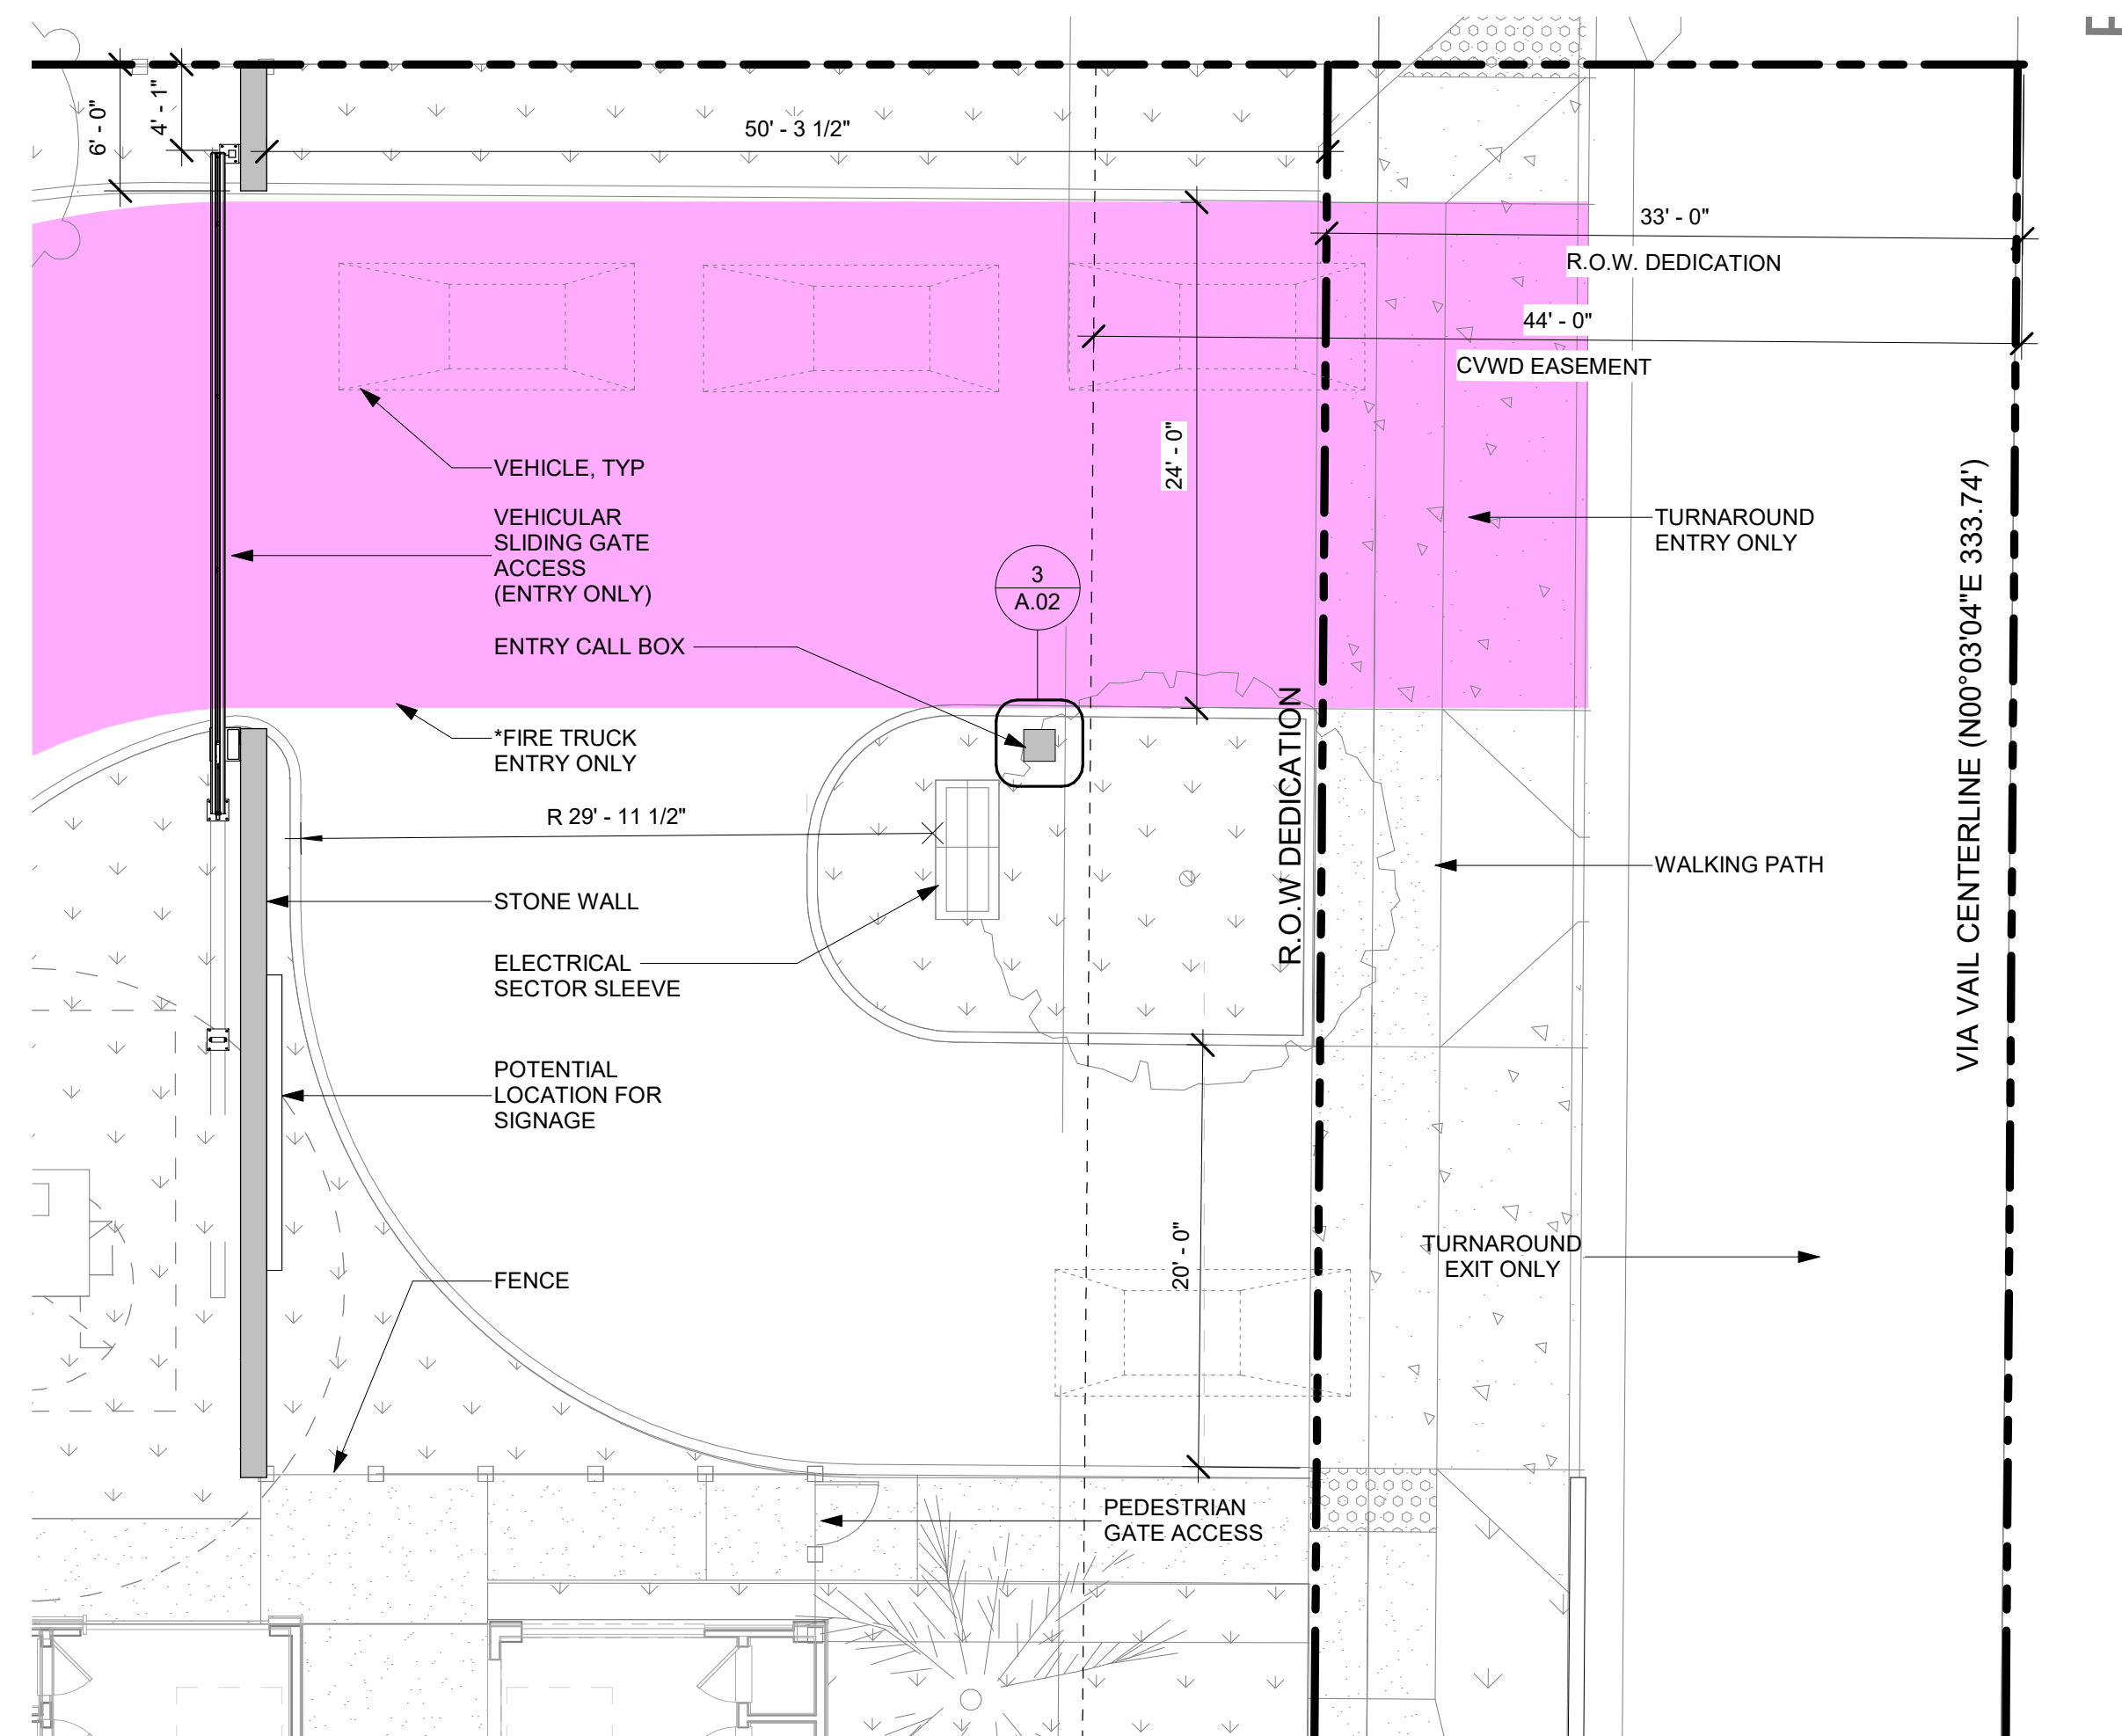 6' - 0"
4' - 1"
50' - 3 1/2"
33' - 0"
R.O.W. DEDICATION
44' - 0"
CVWD EASEMENT
24' - 0"
VEHICLE, TYP
VEHICULAR
SLIDING GATE
ACCESS
(ENTRY ONLY)
TURNAROUND
ENTRY ONLY
3
A.02
ENTRY CALL BOX
*FIRE TRUCK
ENTRY ONLY
R 29' - 11 1/2"
R.O.W DEDICATION
WALKING PATH
VIA VAIL CENTERLINE (N00°03'04"E 333.74')
STONE WALL
ELECTRICAL
SECTOR SLEEVE
POTENTIAL
LOCATION FOR
SIGNAGE
20' - 0"
TURNAROUND
EXIT ONLY
FENCE
PEDESTRIAN
GATE ACCESS